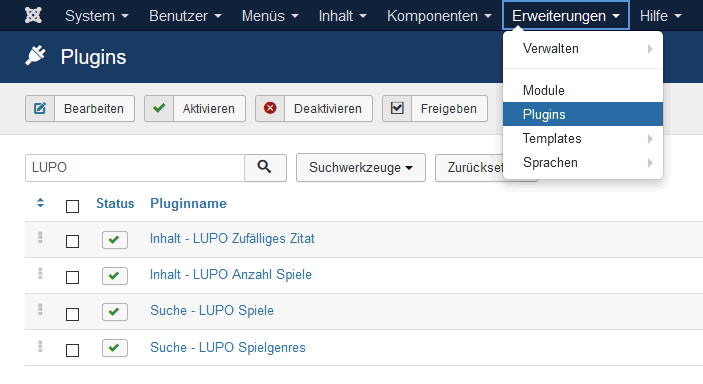 System Benutzer Menüs Inhalt Komponenten Erweiterungen Hilfe
Plugins
Verwalten
Module
Plugins
Templates
Sprachen
Bearbeiten Aktivieren Deaktivieren Freigeben
LUPO Suchwerkzeuge
Status Pluginname
Inhalt - LUPO Zufälliges Zitat
Inhalt - LUPO Anzahl Spiele
Suche - LUPO Spiele
Suche - LUPO Spielgenres